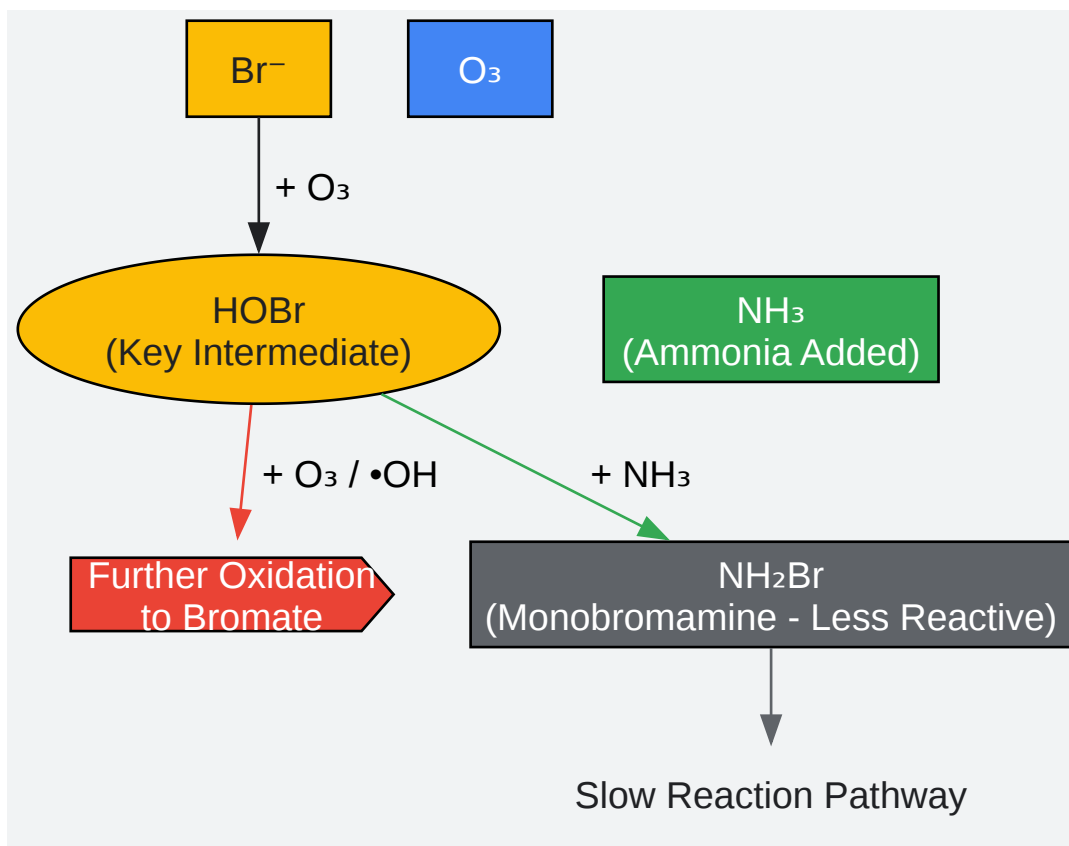 Br⁻
O₃
+ O₃
HOBr
(Key Intermediate)
NH₃
(Ammonia Added)
+ O₃ / •OH
+ NH₃
Further Oxidation
to Bromate
NH₂Br
(Monobromamine - Less Reactive)
Slow Reaction Pathway